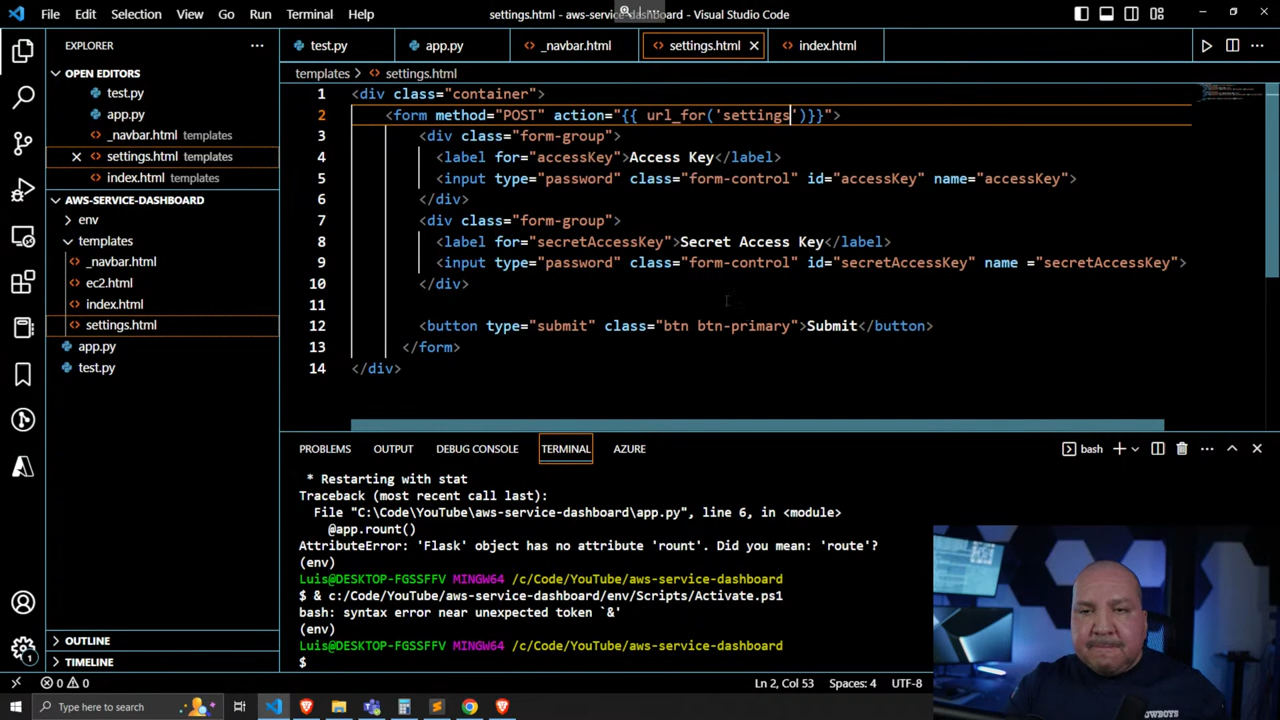 File Edit Selection View Go Run Terminal Help
settings.html - aws-service-dashboard - Visual Studio Code
EXPLORER
test.py
app.py
_navbar.html
settings.html
index.html
OPEN EDITORS
test.py
app.py
_navbar.html templates
settings.html templates
index.html templates
AWS-SERVICE-DASHBOARD
env
templates
_navbar.html
ec2.html
index.html
settings.html
app.py
test.py
OUTLINE
TIMELINE
templates > settings.html
1 <div class="container">
2 <form method="POST" action="{{ url_for('settings')}}">
3 <div class="form-group">
4 <label for="accessKey">Access Key</label>
5 <input type="password" class="form-control" id="accessKey" name="accessKey">
6 </div>
7 <div class="form-group">
8 <label for="secretAccessKey">Secret Access Key</label>
9 <input type="password" class="form-control" id="secretAccessKey" name ="secretAccessKey">
10 </div>
11
12 <button type="submit" class="btn btn-primary">Submit</button>
13 </form>
14 </div>
PROBLEMS OUTPUT DEBUG CONSOLE TERMINAL AZURE
bash
* Restarting with stat
Traceback (most recent call last):
File "C:\Code\YouTube\aws-service-dashboard\app.py", line 6, in <module>
@app.rount()
AttributeError: 'Flask' object has no attribute 'rount'. Did you mean: 'route'?
(env)
Luis@DESKTOP-FGSSFFV MINGW64 /c/Code/YouTube/aws-service-dashboard
$ & c:/Code/YouTube/aws-service-dashboard/env/Scripts/Activate.ps1
bash: syntax error near unexpected token `&'
(env)
Luis@DESKTOP-FGSSFFV MINGW64 /c/Code/YouTube/aws-service-dashboard
$
COWBOYS
1
0 0
Ln 2, Col 53 Spaces: 4 UTF-8
Type here to search